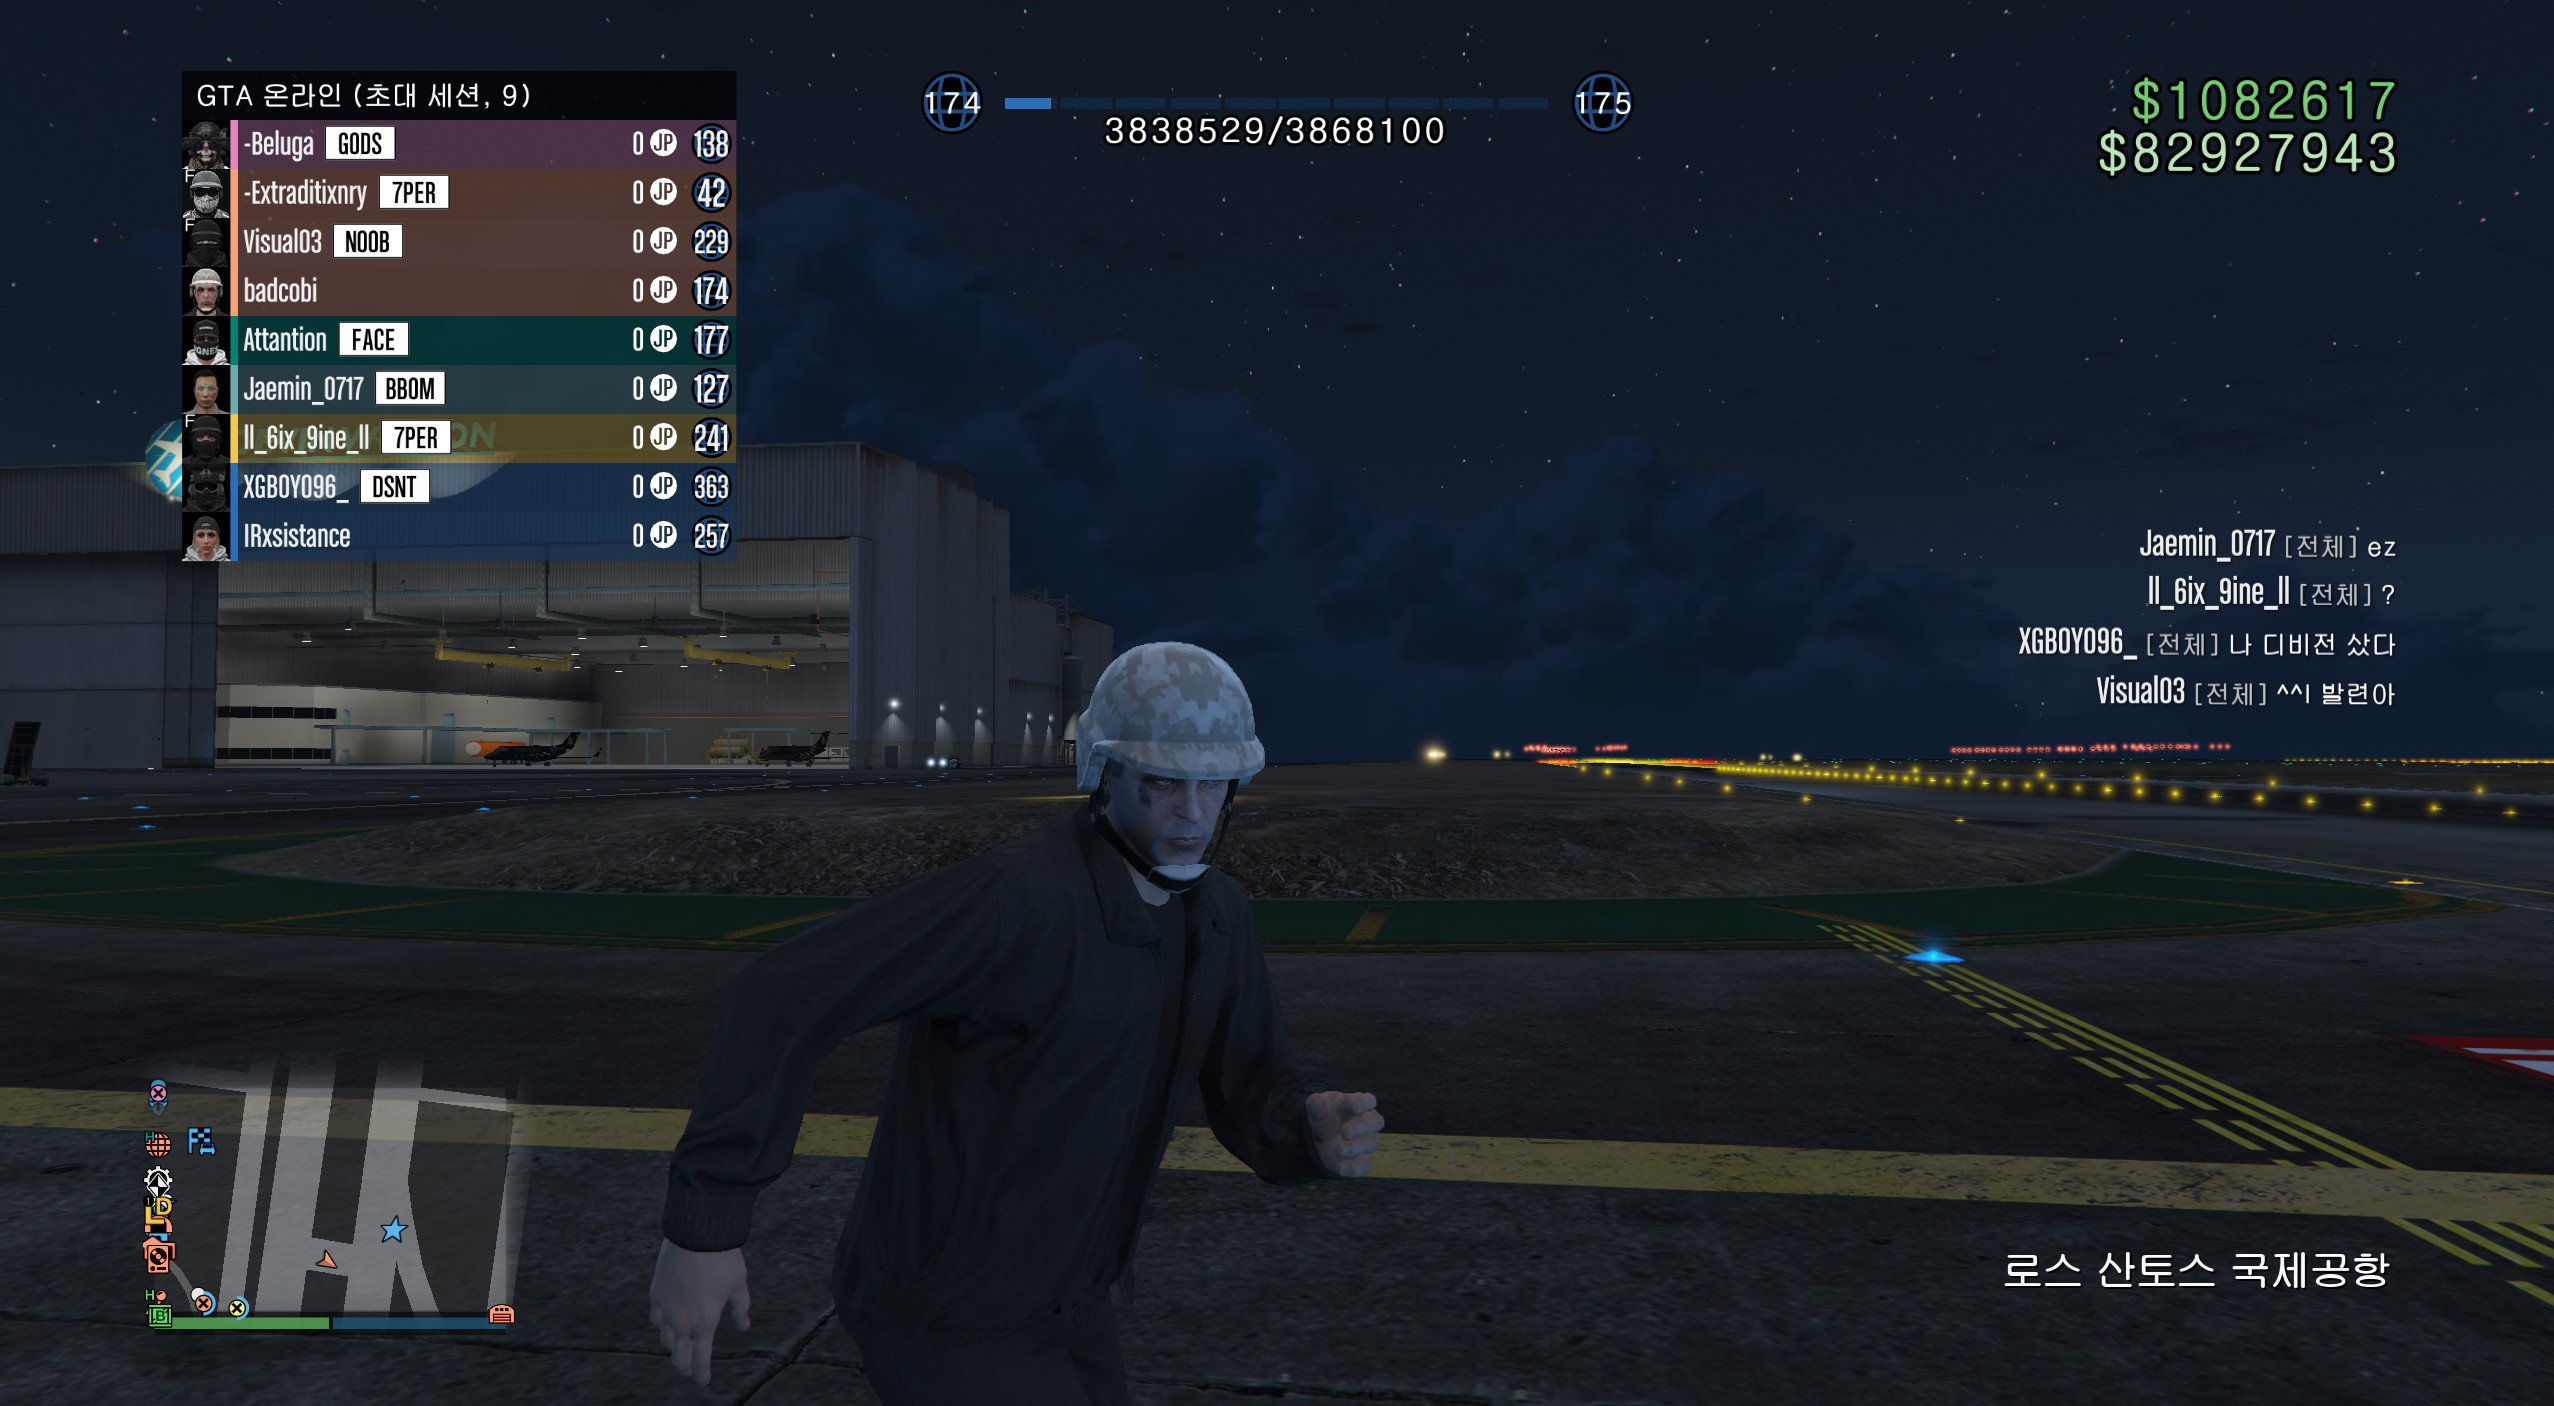 GTA 온라인 (초대 세션, 9)
-Beluga GODS 0 JP 138
-Extraditixnry 7PER 0 JP 42
Visual03 NOOB 0 JP 229
badcobi 0 JP 174
Attantion FACE 0 JP 177
Jaemin_0717 BBOM 0 JP 127
ll_6ix_9ine_ll 7PER 0 JP 241
XGBOY096_ DSNT 0 JP 363
IRxsistance 0 JP 257
174 175
3838529/3868100
$1082617
$82927943
Jaemin_0717 [전체] ez
ll_6ix_9ine_ll [전체] ?
XGBOY096_ [전체] 나 디비전 샀다
Visual03 [전체] ^^ㅣ 발련아
로스 산토스 국제공항